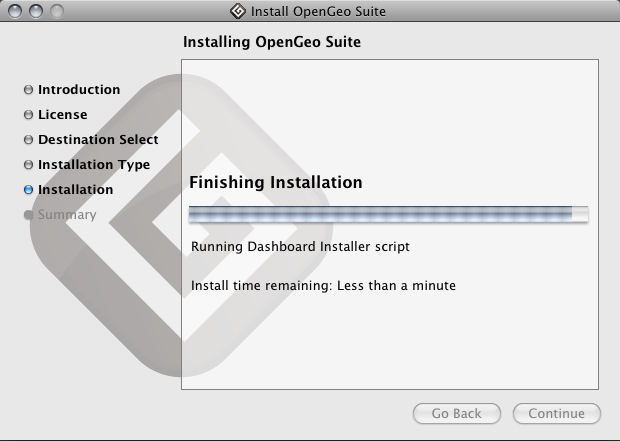 Install OpenGeo Suite
Installing OpenGeo Suite
Introduction
License
Destination Select
Installation Type
Installation
Summary
Finishing Installation
Running Dashboard Installer script
Install time remaining: Less than a minute
Go Back
Continue